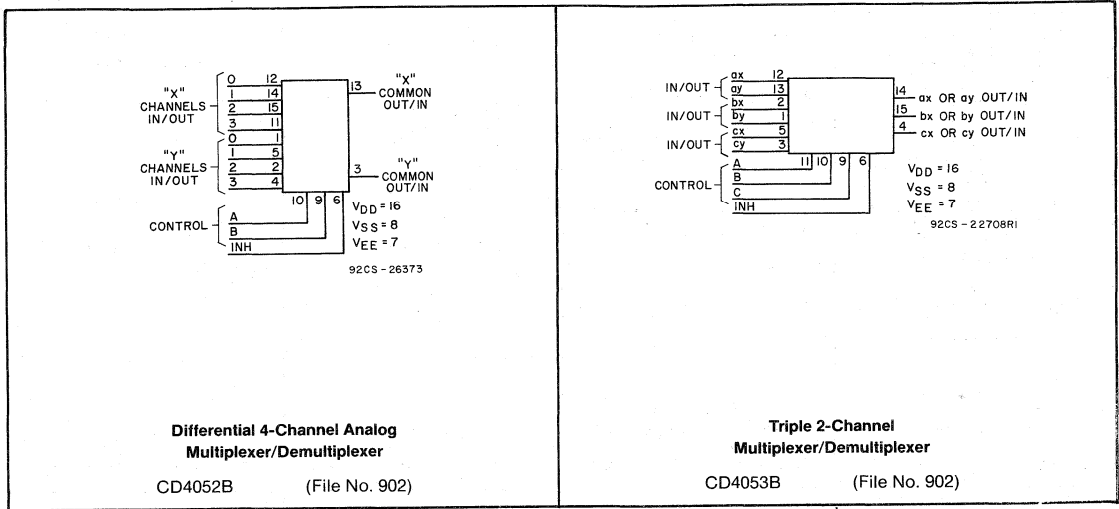 0 12
1 14
2 15
3 11
"X"
CHANNELS
IN/OUT
0 1
1 5
2 2
3 4
"Y"
CHANNELS
IN/OUT
13 "X"
COMMON
OUT/IN
3 "Y"
COMMON
OUT/IN
10 9 6
CONTROL
A
B
INH
VDD = 16
VSS = 8
VEE = 7
92CS-26373
Differential 4-Channel Analog
Multiplexer/Demultiplexer
CD4052B (File No. 902)
IN/OUT
ax 12
ay 13
IN/OUT
bx 2
by 1
IN/OUT
cx 5
cy 3
14 ax OR ay OUT/IN
15 bx OR by OUT/IN
4 cx OR cy OUT/IN
11 10 9 6
CONTROL
A
B
C
INH
VDD = 16
VSS = 8
VEE = 7
92CS-22708R1
Triple 2-Channel
Multiplexer/Demultiplexer
CD4053B (File No. 902)